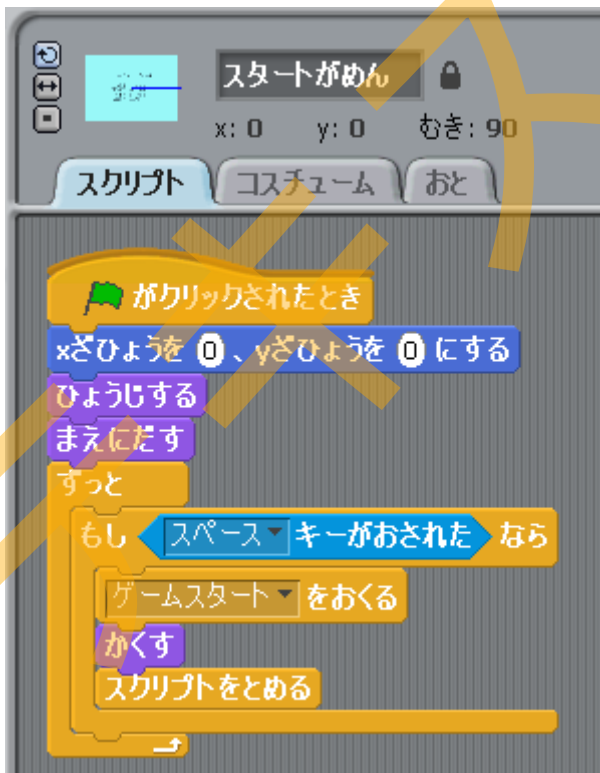 スタートがめん
x: 0 y: 0 むき: 90
スクリプト コスチューム おと
がクリックされたとき
xざひょうを 0 、yざひょうを 0 にする
ひょうじする
まえにだす
ずっと
もし スペース キーがおされた なら
ゲームスタート をおくる
かくす
スクリプトをとめる